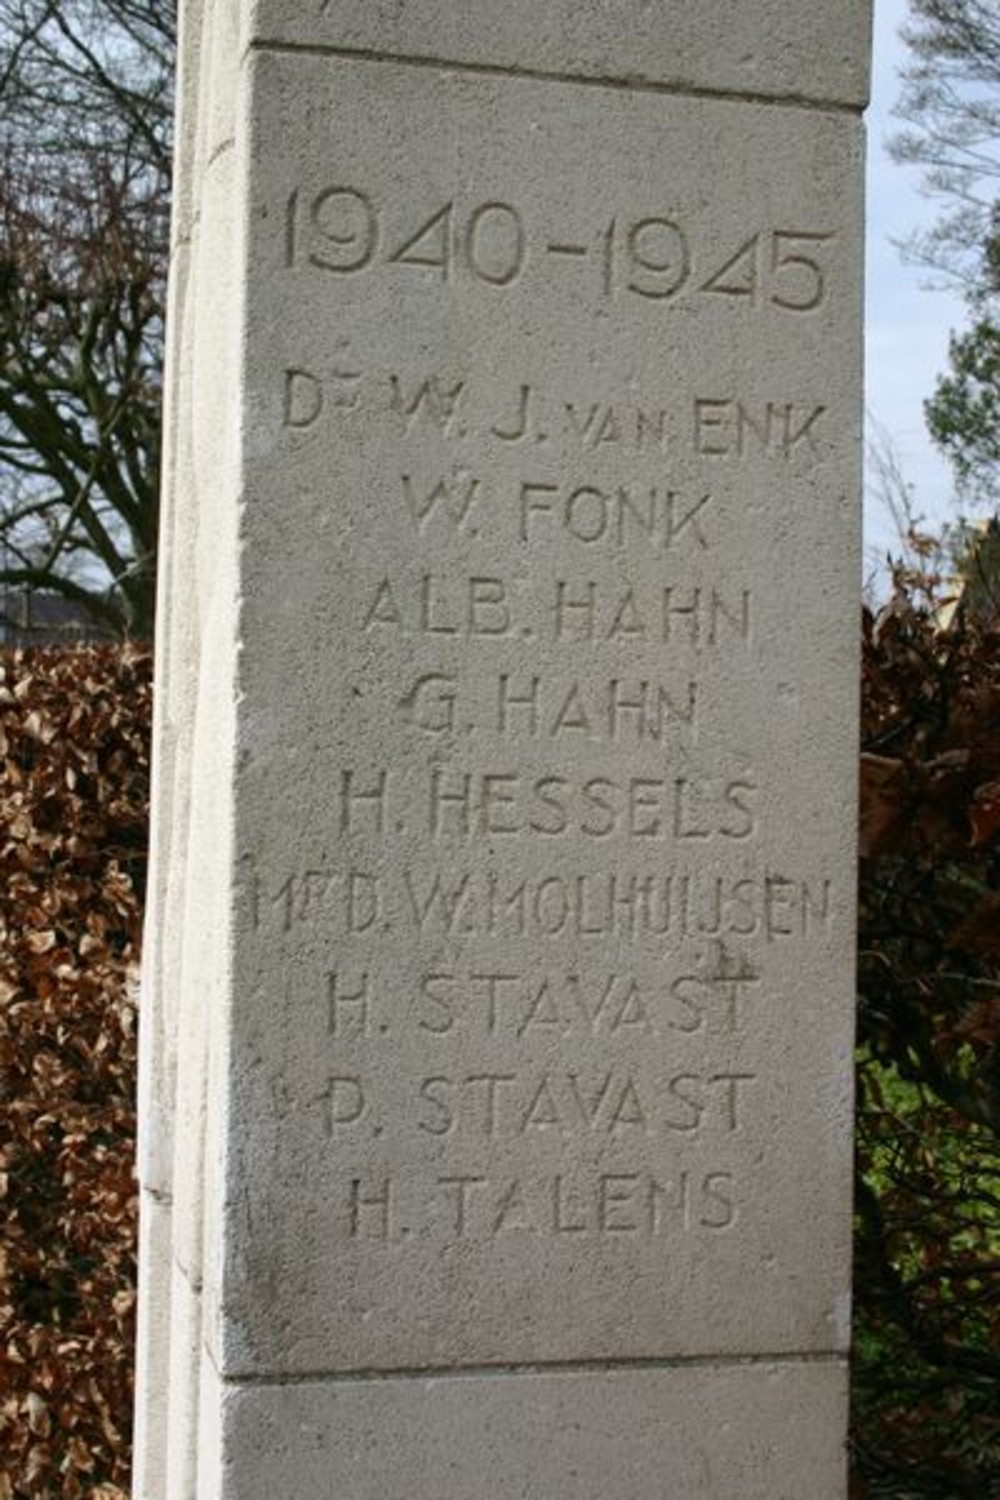 1940-1945
Dr W. J. VAN ENK
W. FONK
ALB. HAHN
G. HAHN
H. HESSELS
Mr D. W. MOLHUIJSEN
H. STAVAST
P. STAVAST
H. TALENS